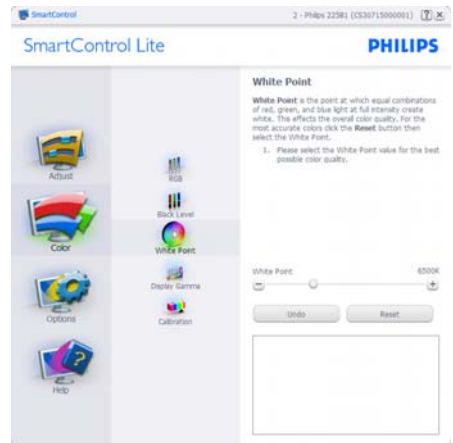 SmartControl
2 - Philips 225B1 (CS30715000001)
? X
SmartControl Lite
PHILIPS
Adjust
Color
Options
Help
RGB
Black Level
White Point
Display Gamma
Calibration
White Point
White Point is the point at which equal combinations
of red, green, and blue light at full intensity create
white. This effects the overall color quality. For the
most accurate colors click the Reset button then
select the White Point.
1. Please select the White Point value for the best
possible color quality.
White Point
6500K
Undo
Reset